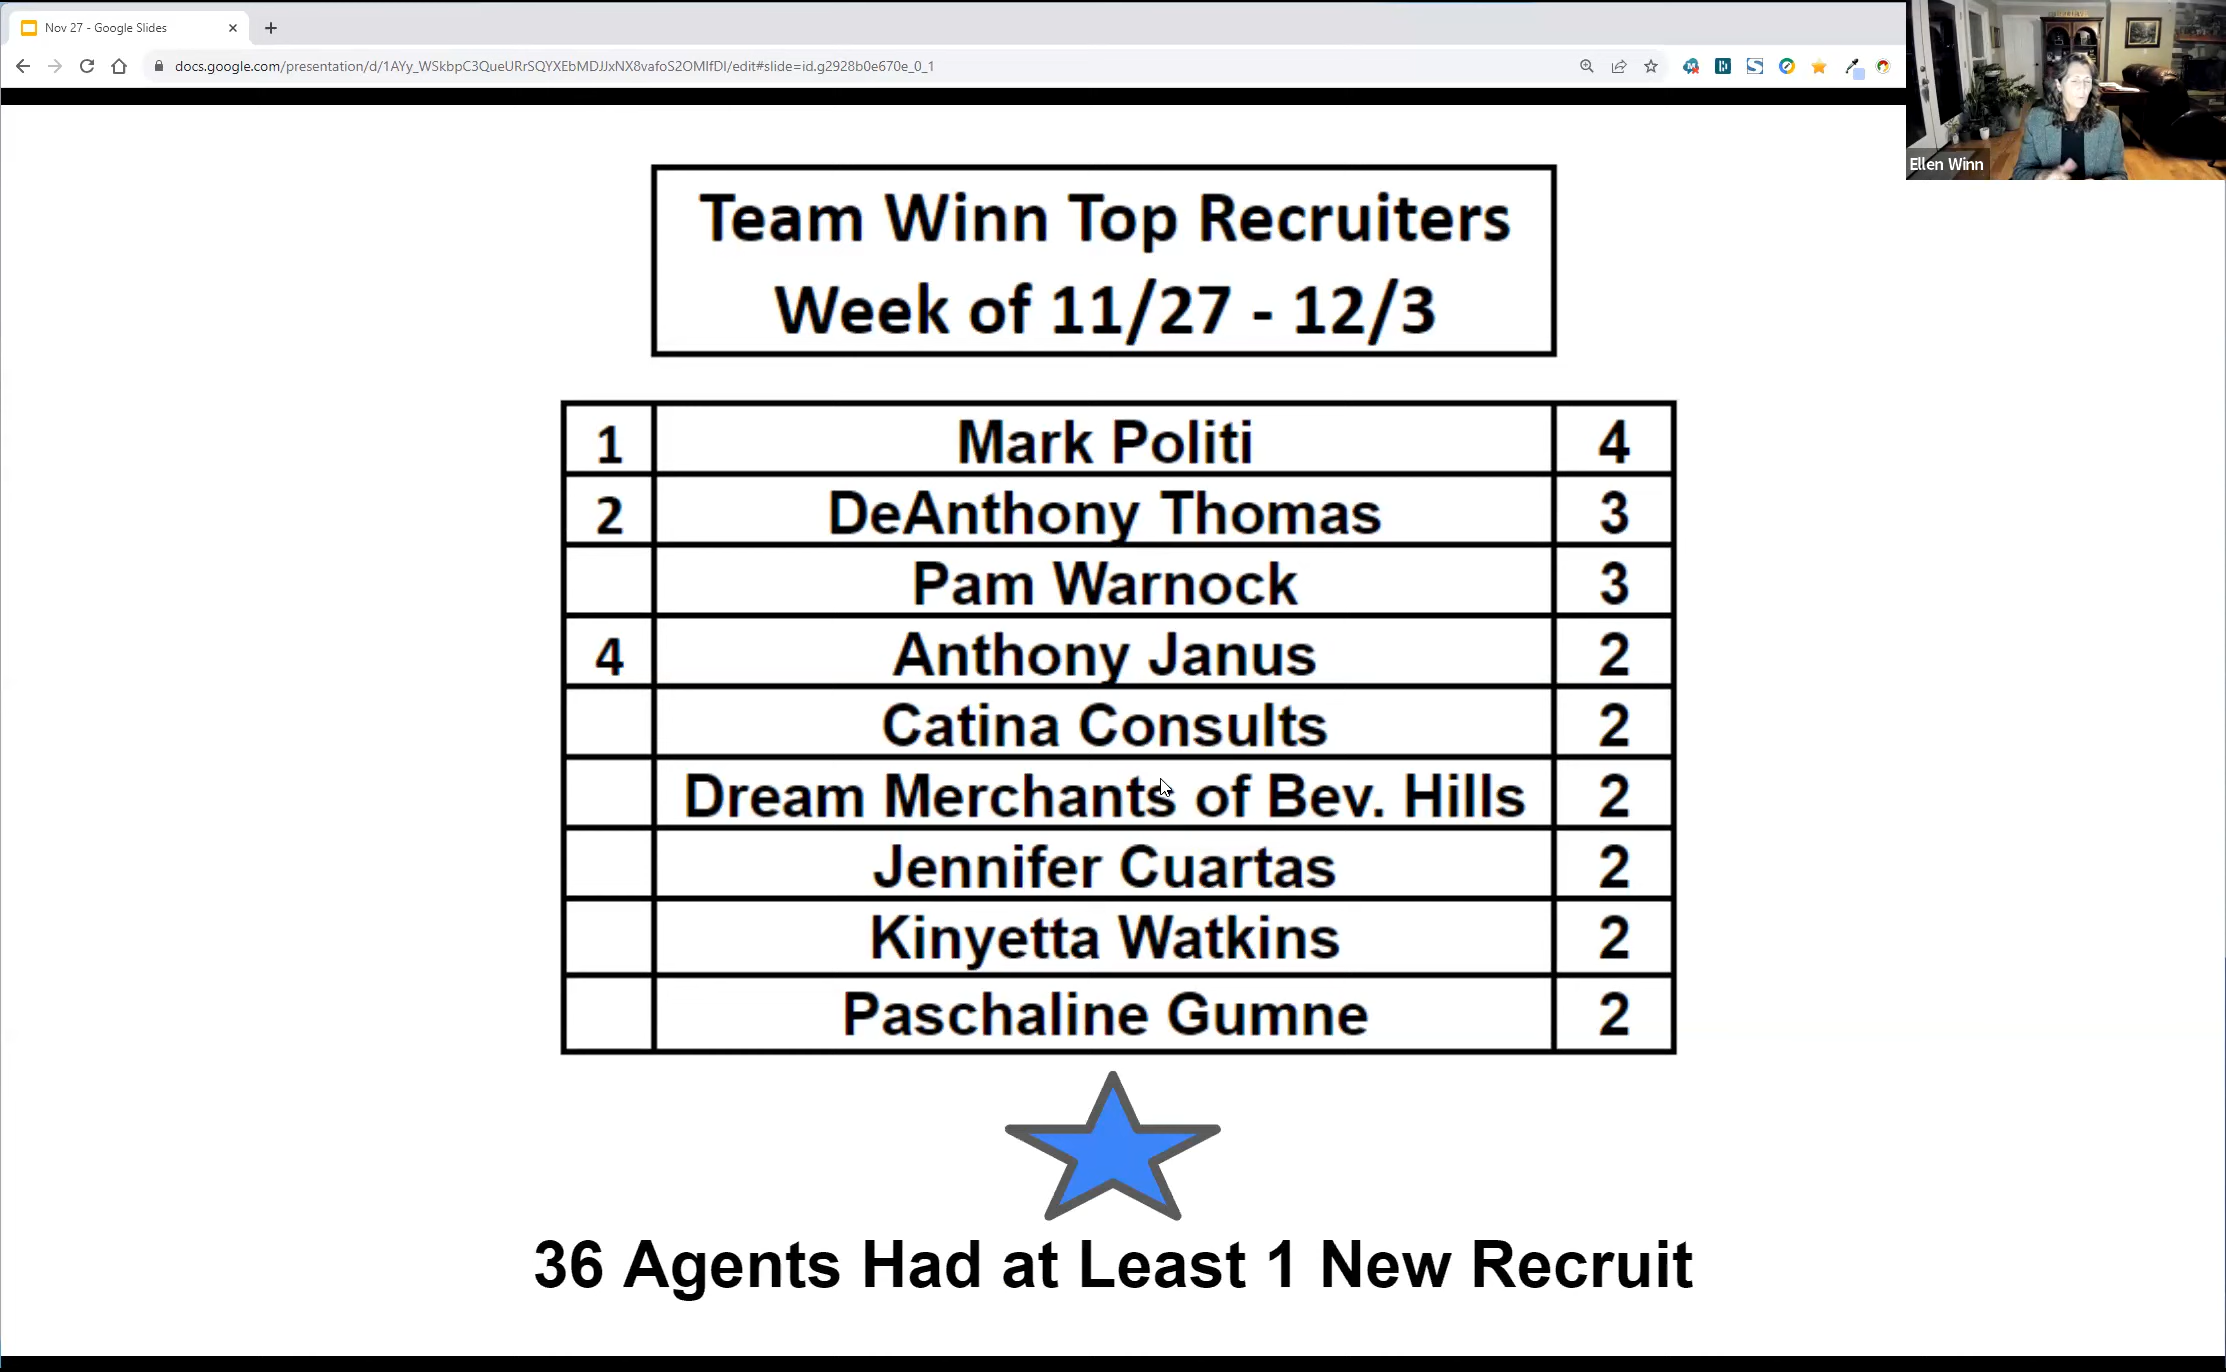 Nov 27 - Google Slides
docs.google.com/presentation/d/1AYy_WSkbpC3QueURrSQYXEbMDJJxNX8vafoS2OMIfDI/edit#slide=id.g2928b0e670e_0_1
Ellen Winn
Team Winn Top Recruiters
Week of 11/27 - 12/3
1 Mark Politi 4
2 DeAnthony Thomas 3
Pam Warnock 3
4 Anthony Janus 2
Catina Consults 2
Dream Merchants of Bev. Hills 2
Jennifer Cuartas 2
Kinyetta Watkins 2
Paschaline Gumne 2
36 Agents Had at Least 1 New Recruit